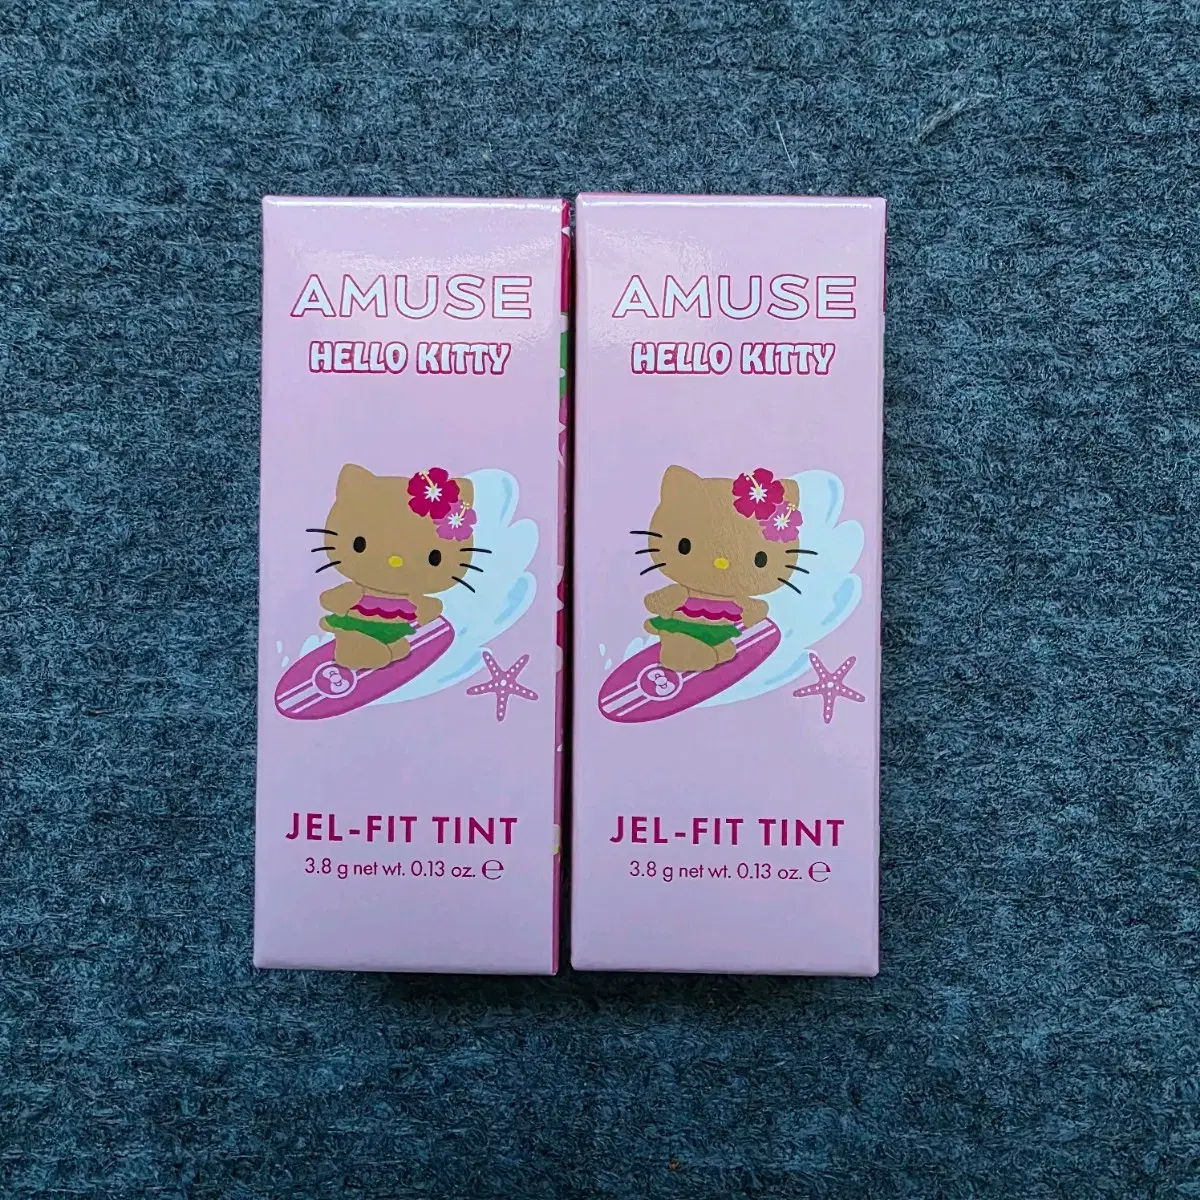 AMUSE
HELLO KITTY
JEL-FIT TINT
3.8 g net wt. 0.13 oz. ℮
AMUSE
HELLO KITTY
JEL-FIT TINT
3.8 g net wt. 0.13 oz. ℮